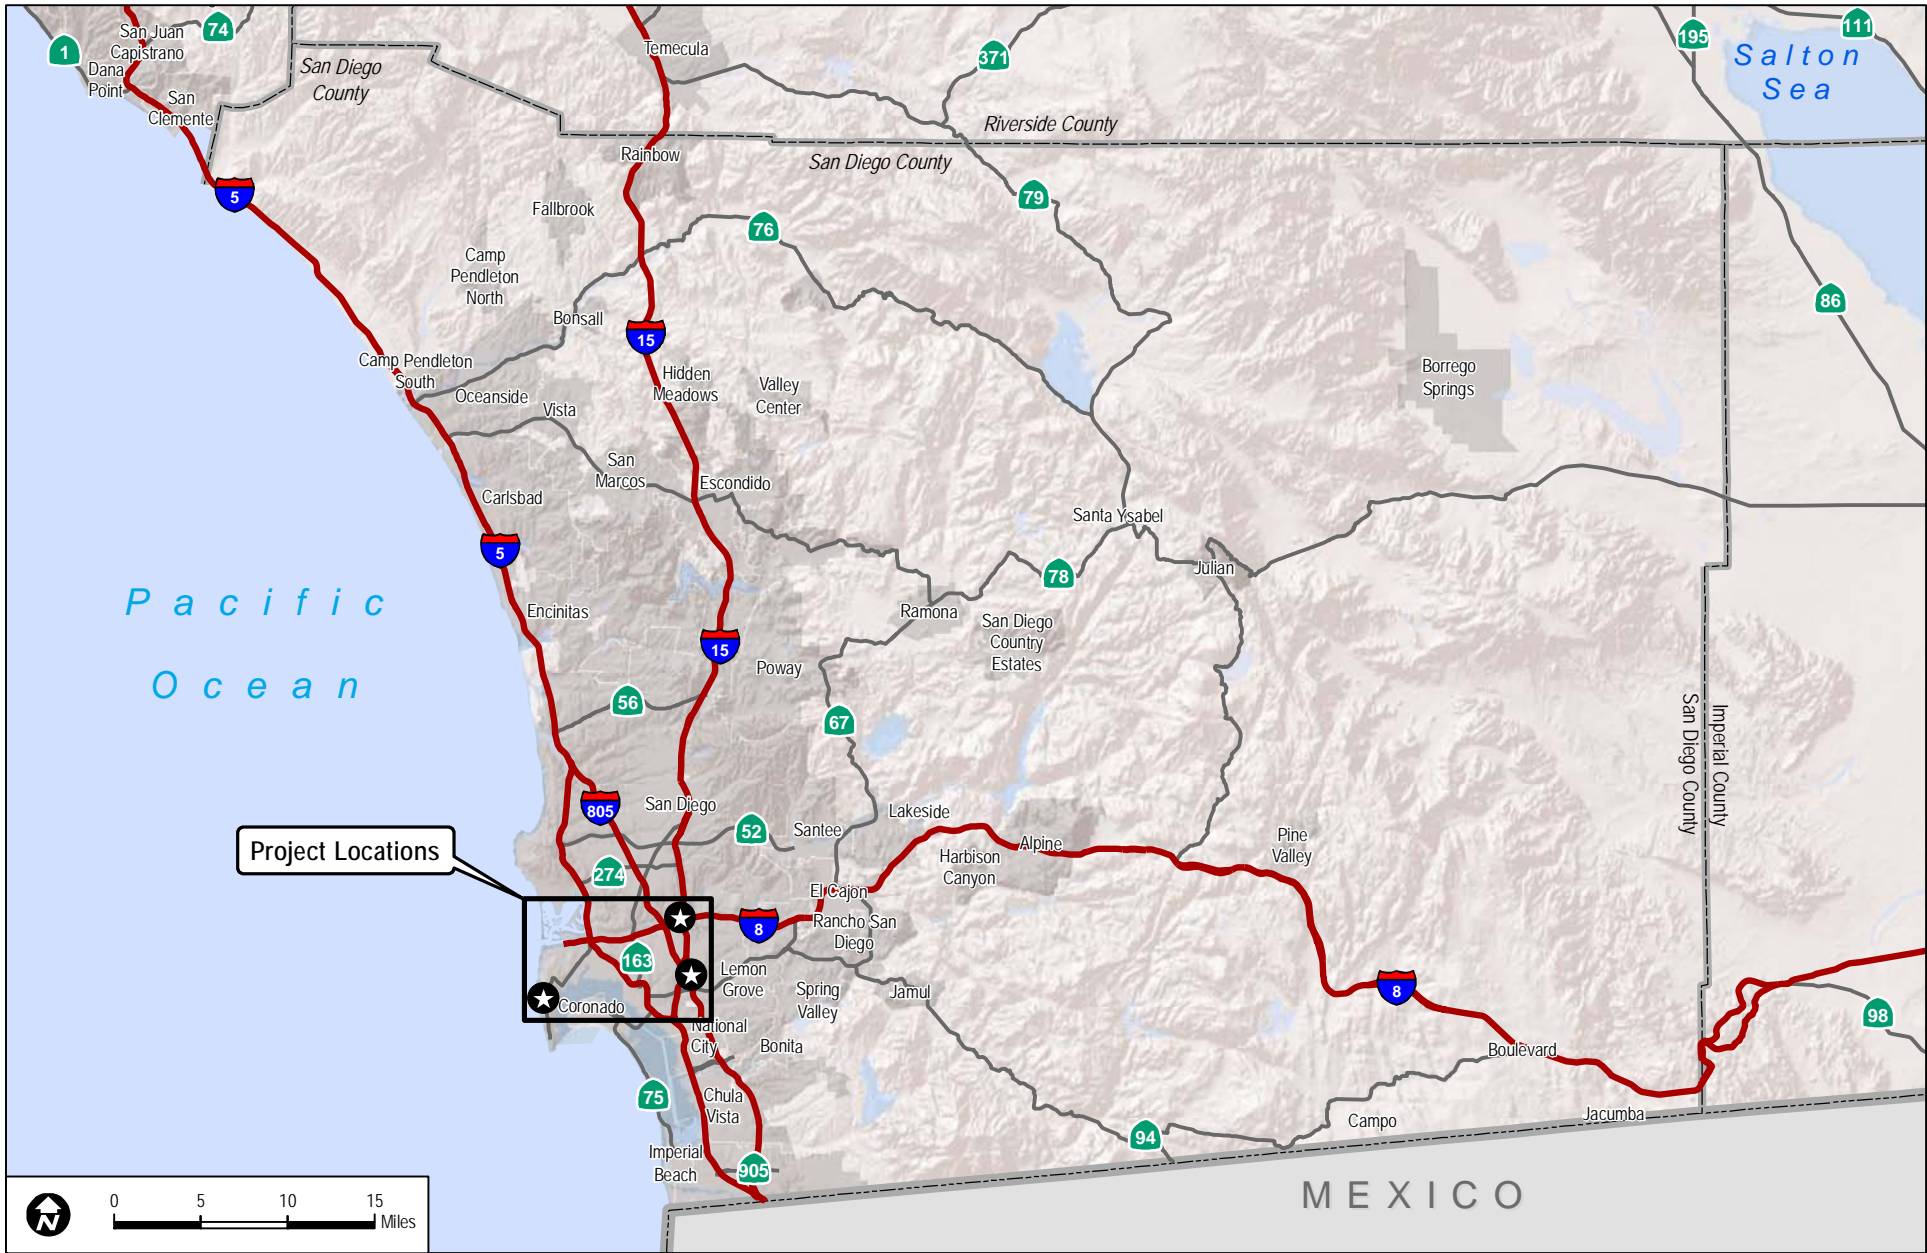 San Juan
Capistrano
74
1
Dana
Point
San
Clemente
San Diego
County
Temecula
371
195
111
Salton
Sea
Riverside County
San Diego County
Rainbow
5
Fallbrook
79
76
Camp
Pendleton
North
86
Bonsall
15
Camp Pendleton
South
Hidden
Meadows
Valley
Center
Borrego
Springs
Oceanside
Vista
San
Marcos
Escondido
Carlsbad
Santa Ysabel
5
78
Julian
Pacific
Ocean
Encinitas
Ramona
San Diego
Country
Estates
15
Poway
56
67
San Diego County
Imperial County
805
San Diego
52
Santee
Lakeside
Project Locations
274
Harbison
Canyon
Alpine
Pine
Valley
El Cajon
8
Rancho San
Diego
163
Lemon
Grove
Spring
Valley
Jamul
8
Coronado
98
National
City
Bonita
Boulevard
75
Chula
Vista
Campo
Jacumba
94
Imperial
Beach
905
MEXICO
N
0 5 10 15
Miles